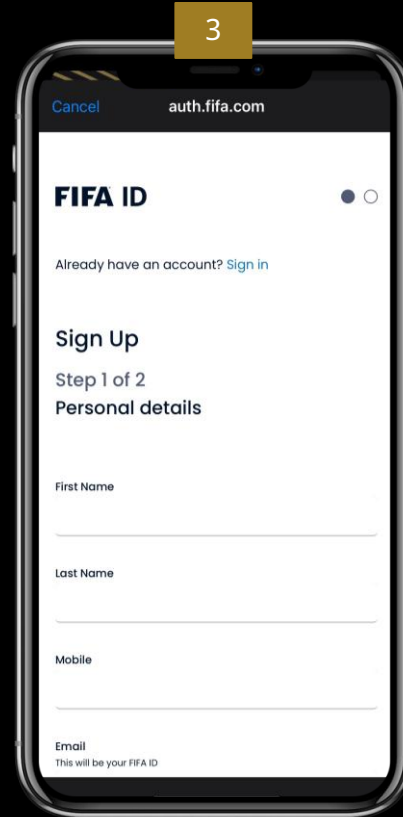 3
Cancel auth.fifa.com
FIFA ID
Already have an account? Sign in
Sign Up
Step 1 of 2
Personal details
First Name
Last Name
Mobile
Email
This will be your FIFA ID